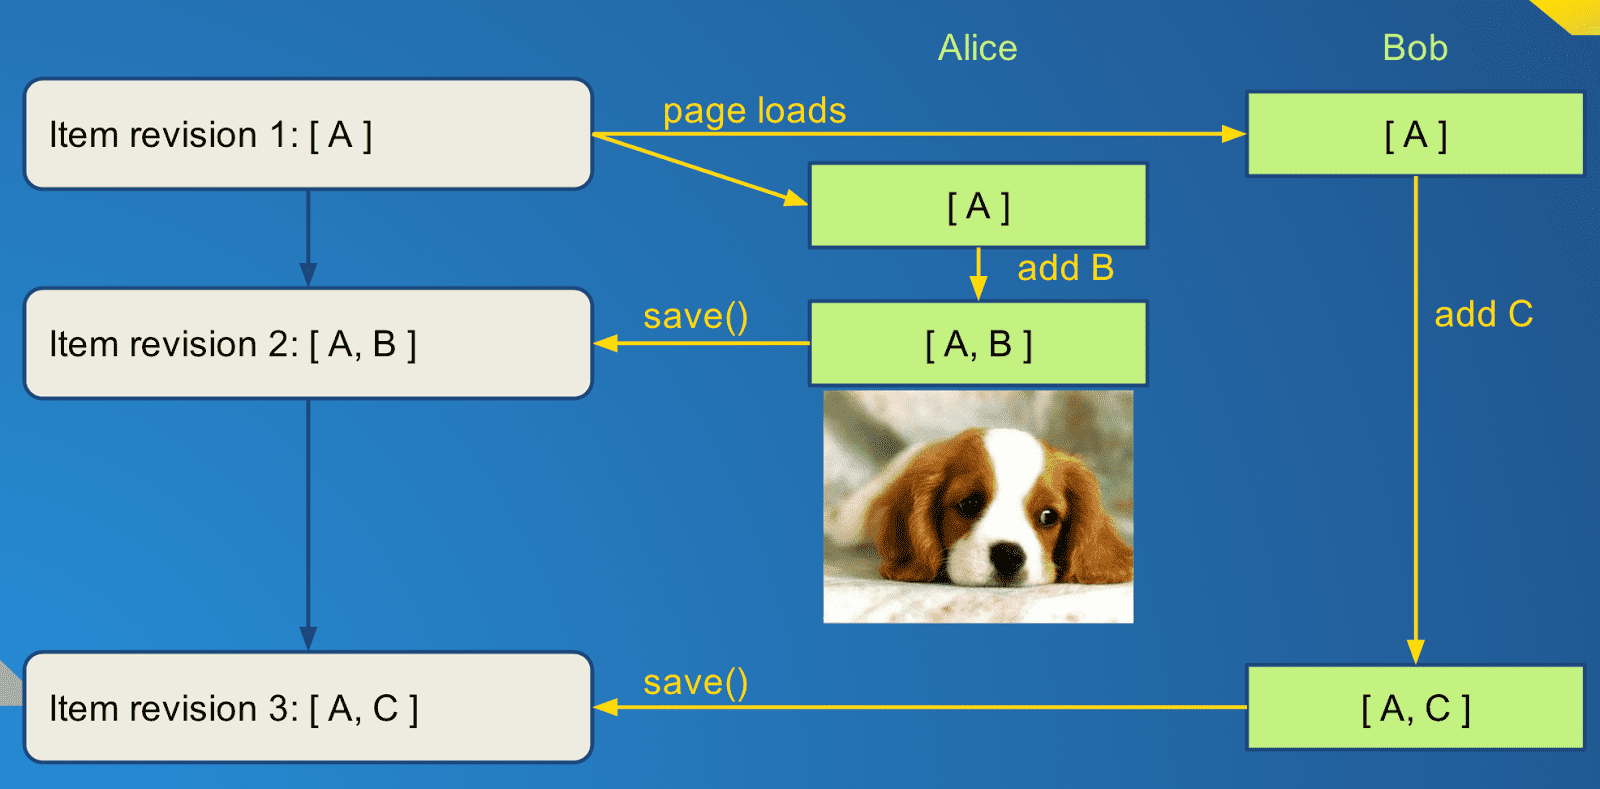 Alice
Bob
Item revision 1: [ A ]
page loads
[ A ]
[ A ]
add B
Item revision 2: [ A, B ]
save()
[ A, B ]
add C
Item revision 3: [ A, C ]
save()
[ A, C ]